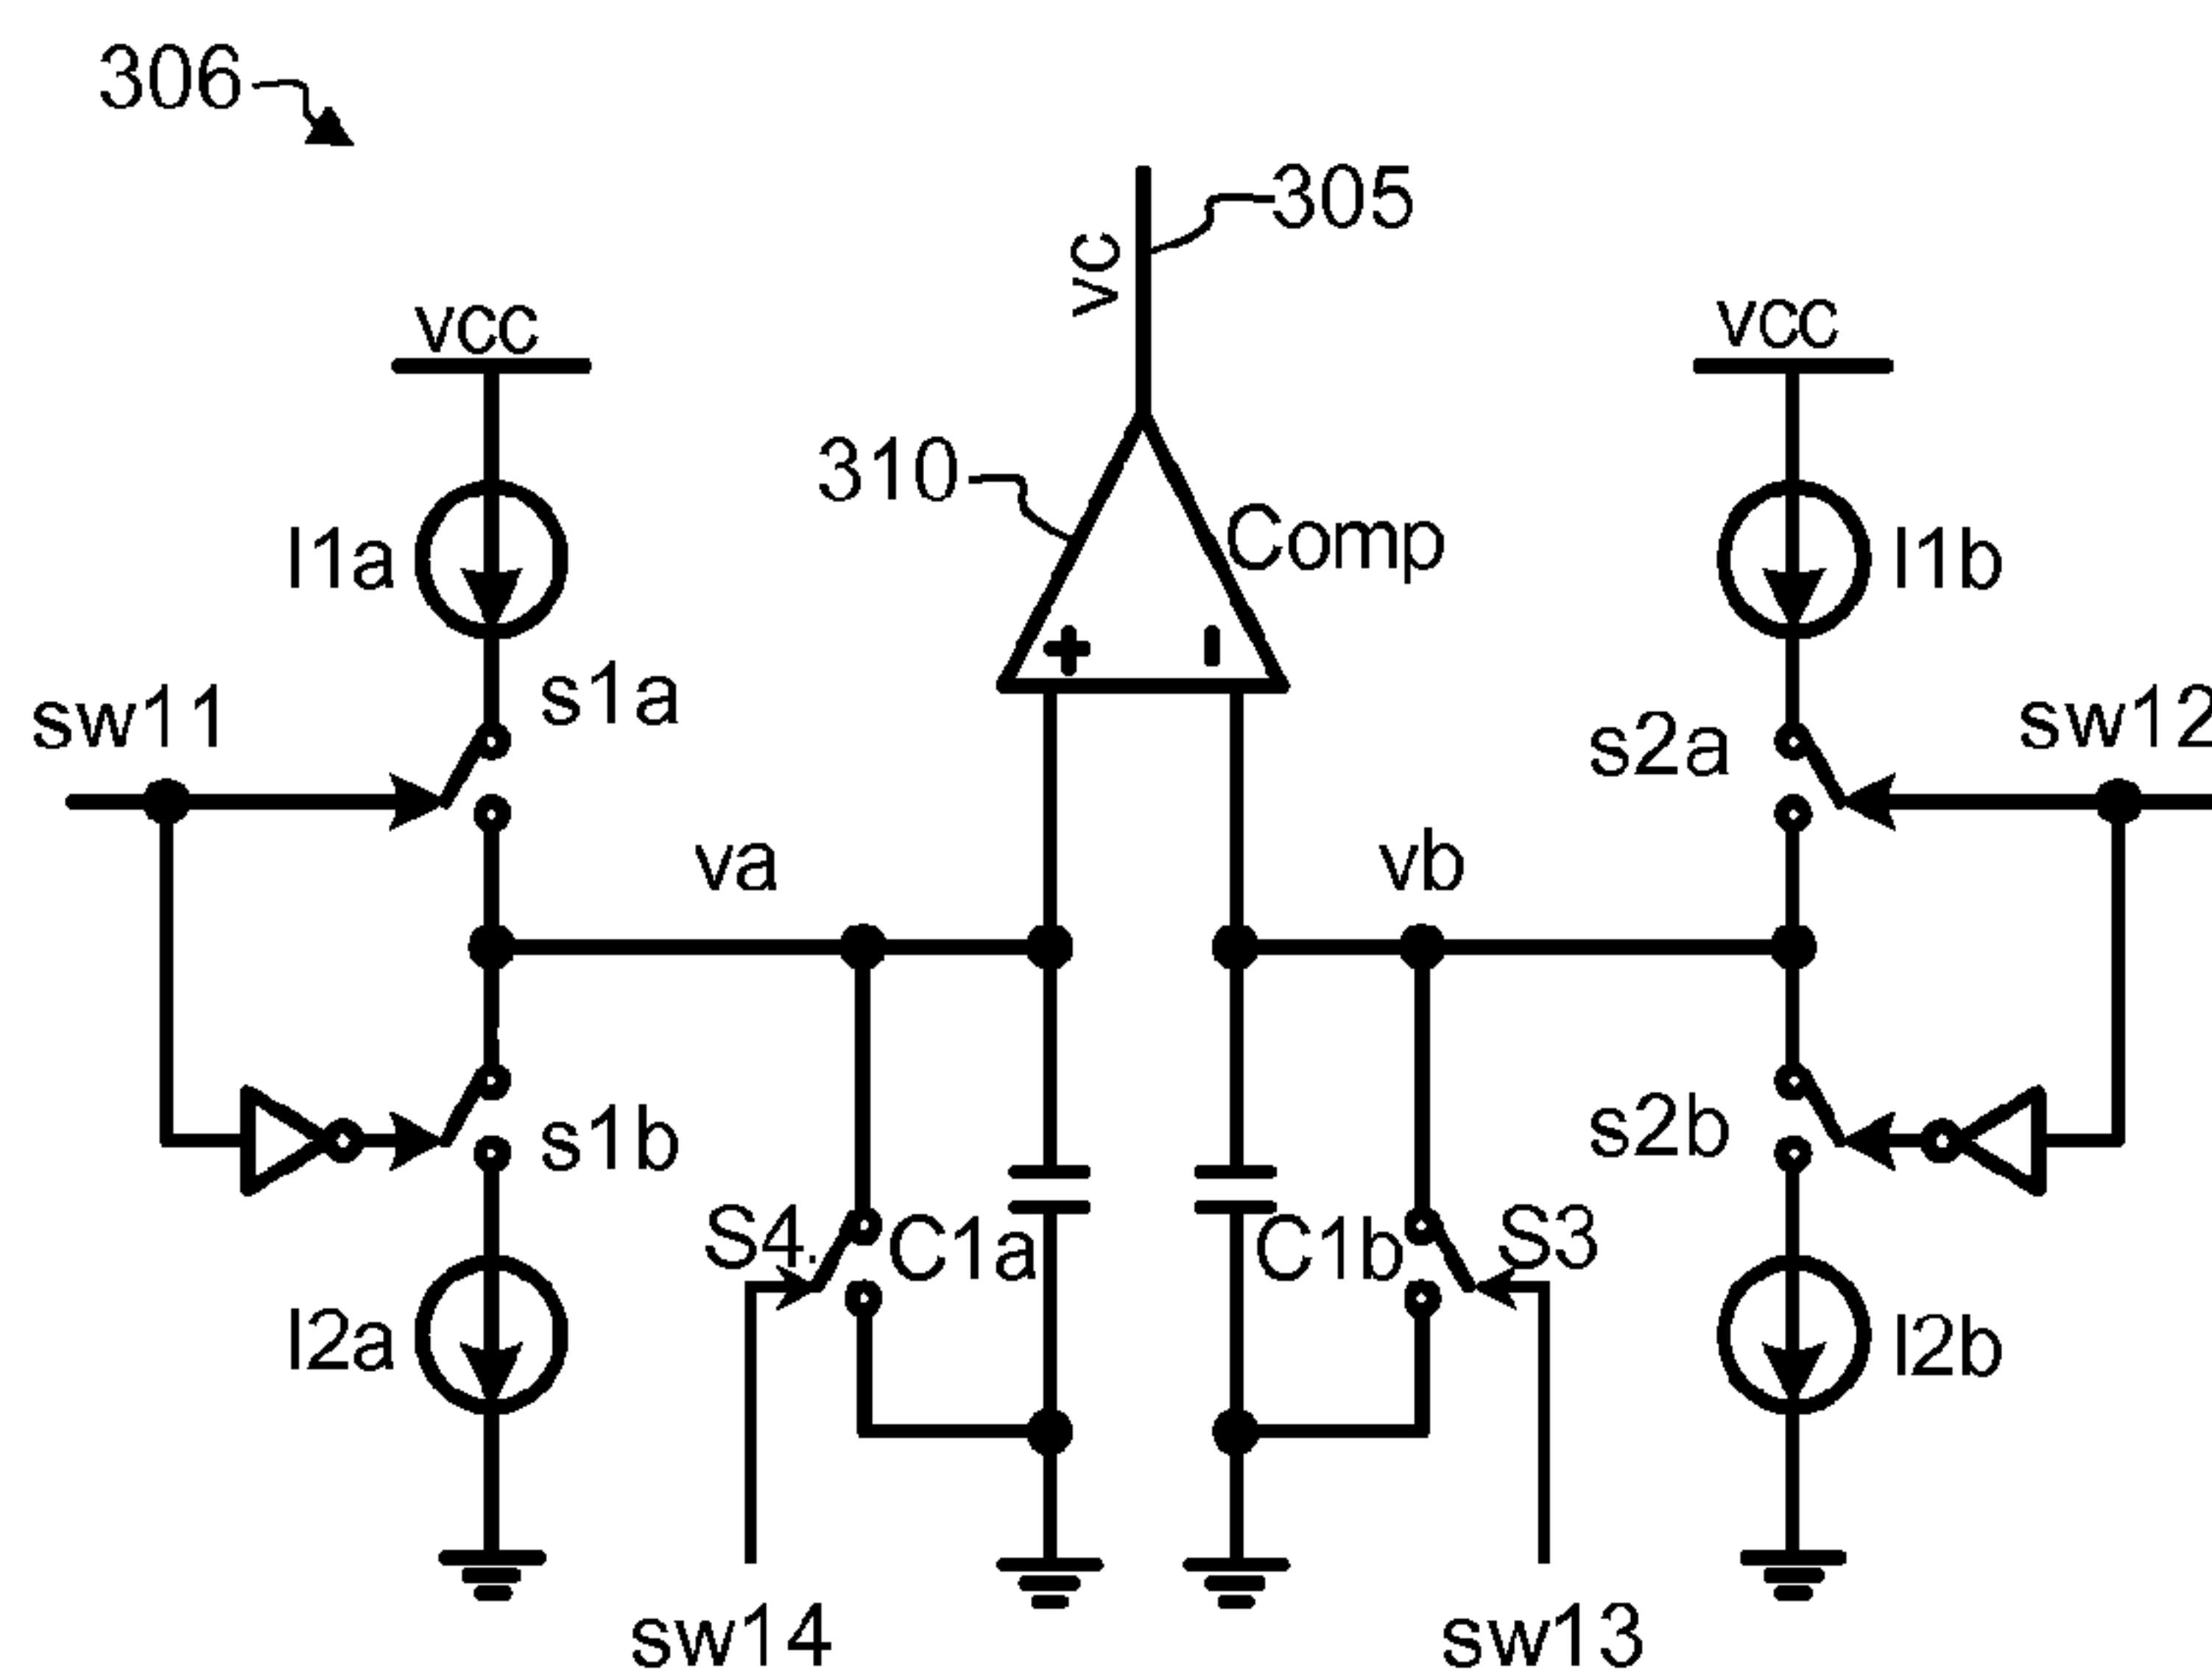 306
305
vc
vcc
vcc
310
Comp
I1a
I1b
+
-
s1a
sw11
s2a
sw12
va
vb
s1b
s2b
S4.
C1a
C1b
S3
I2a
I2b
sw14
sw13